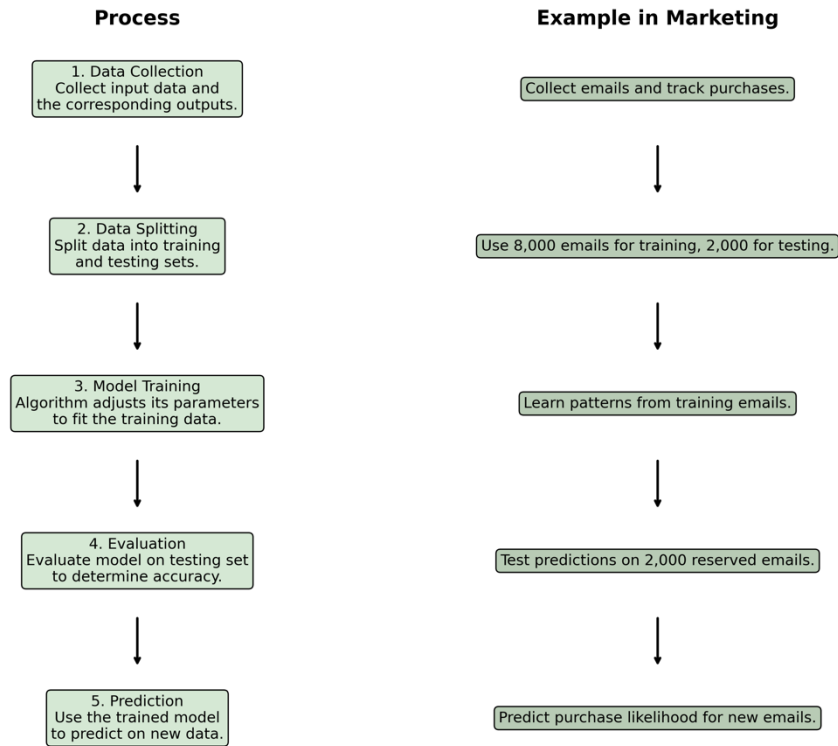 Process
Example in Marketing
1. Data Collection
Collect input data and
the corresponding outputs.
Collect emails and track purchases.
2. Data Splitting
Split data into training
and testing sets.
Use 8,000 emails for training, 2,000 for testing.
3. Model Training
Algorithm adjusts its parameters
to fit the training data.
Learn patterns from training emails.
4. Evaluation
Evaluate model on testing set
to determine accuracy.
Test predictions on 2,000 reserved emails.
5. Prediction
Use the trained model
to predict on new data.
Predict purchase likelihood for new emails.